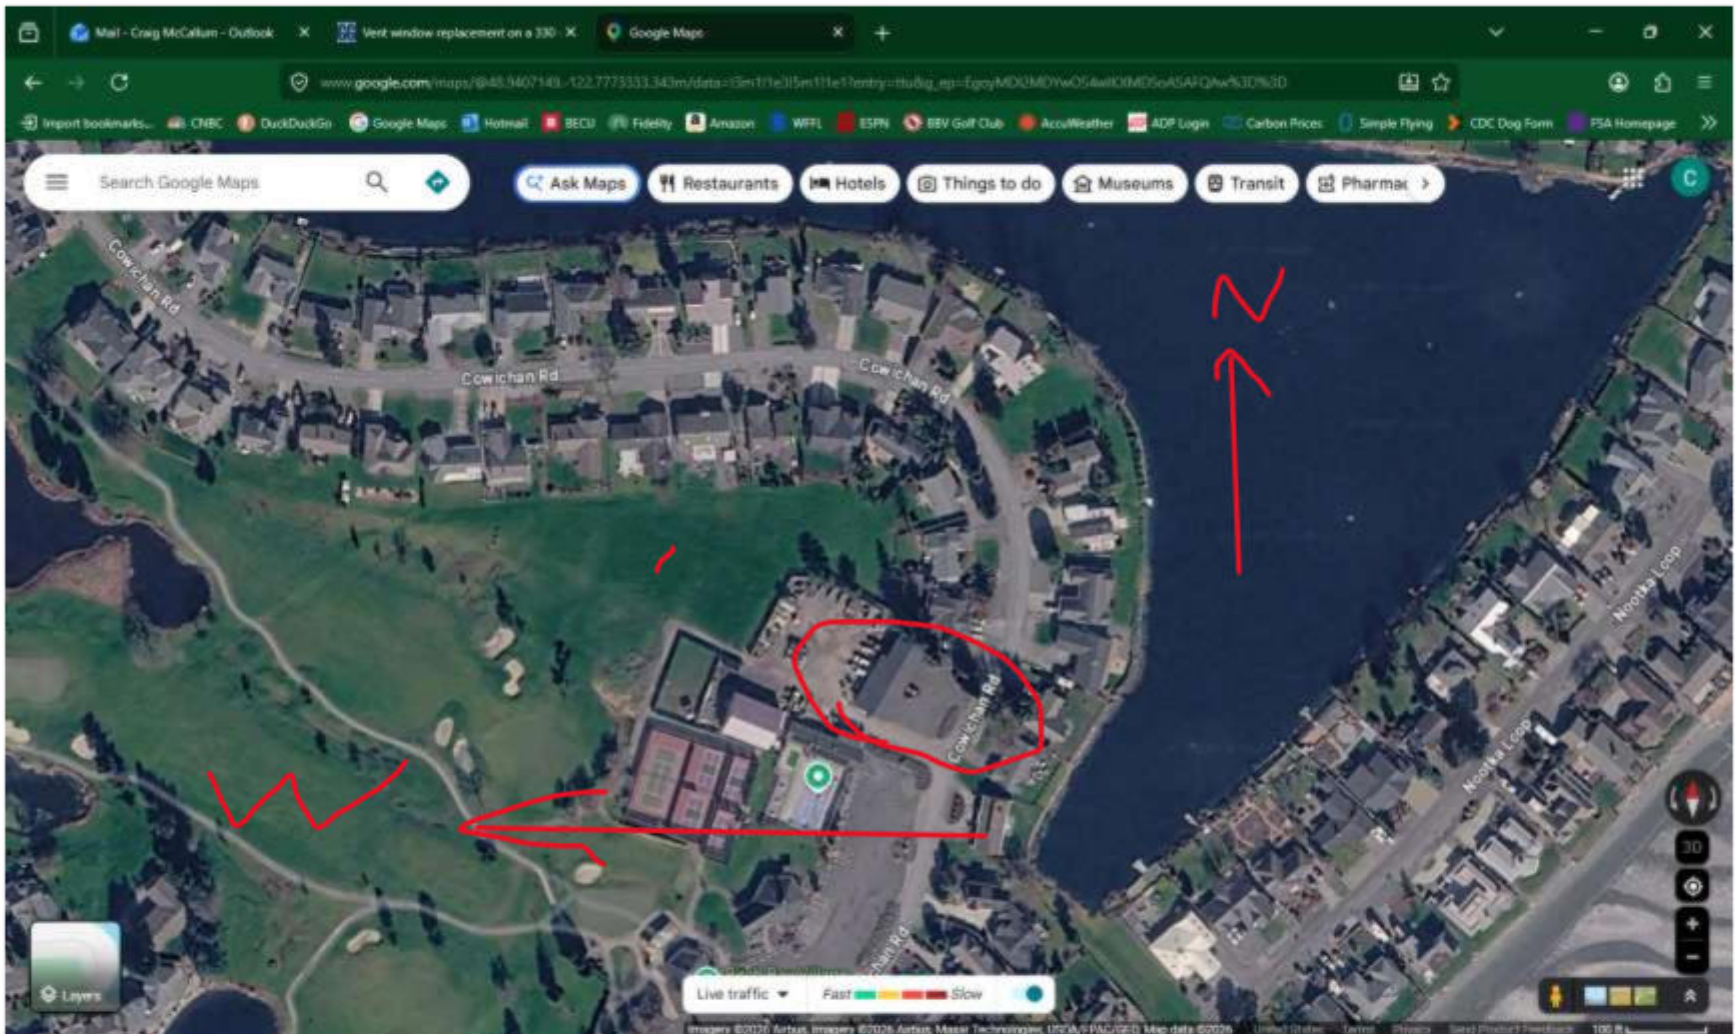 Mail - Craig McCallum - Outlook
Vent window replacement on a 330
Google Maps
Import bookmarks...
CNBC
DuckDuckGo
Google Maps
Hotmail
BECU
Fidelity
Amazon
WFFL
ESPN
BBV Golf Club
AccuWeather
ADP Login
Carbon Prices
Simple Flying
CDC Dog Form
FSA Homepage
Search Google Maps
Ask Maps
Restaurants
Hotels
Things to do
Museums
Transit
Pharmac
C
Cowichan Rd
N
Cowichan Rd
Cowichan Rd
Nootka Loop
Cowichan Rd
Nootka Loop
W
3D
Layers
Live traffic
Fast
Slow